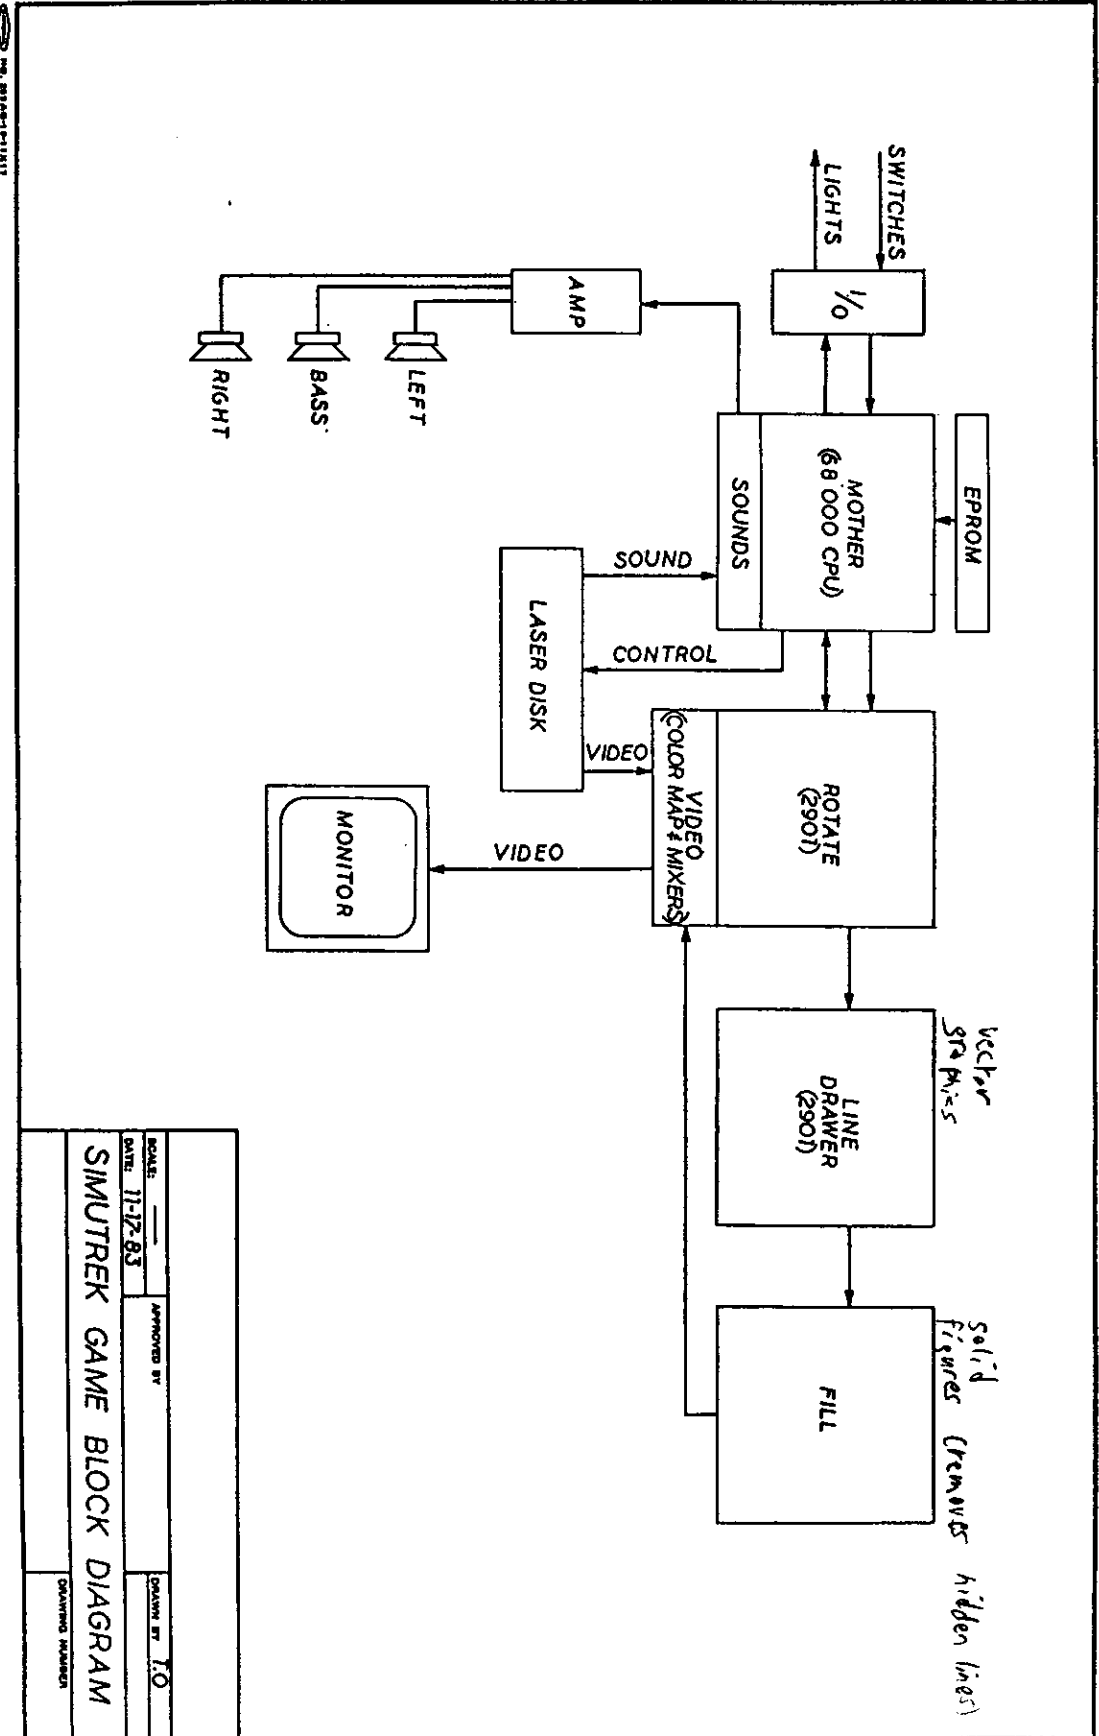 vector
graphics
solid
figures (removes hidden lines)
EPROM
SWITCHES
LIGHTS
I/O
MOTHER
(68000 CPU)
SOUNDS
ROTATE
(2901)
VIDEO
(COLOR MAP & MIXERS)
LINE
DRAWER
(2901)
FILL
SOUND
CONTROL
VIDEO
AMP
LASER DISK
VIDEO
LEFT
BASS
RIGHT
MONITOR
SCALE: ——
APPROVED BY
DRAWN BY T.O
DATE: 11-17-83
SIMUTREK GAME BLOCK DIAGRAM
DRAWING NUMBER